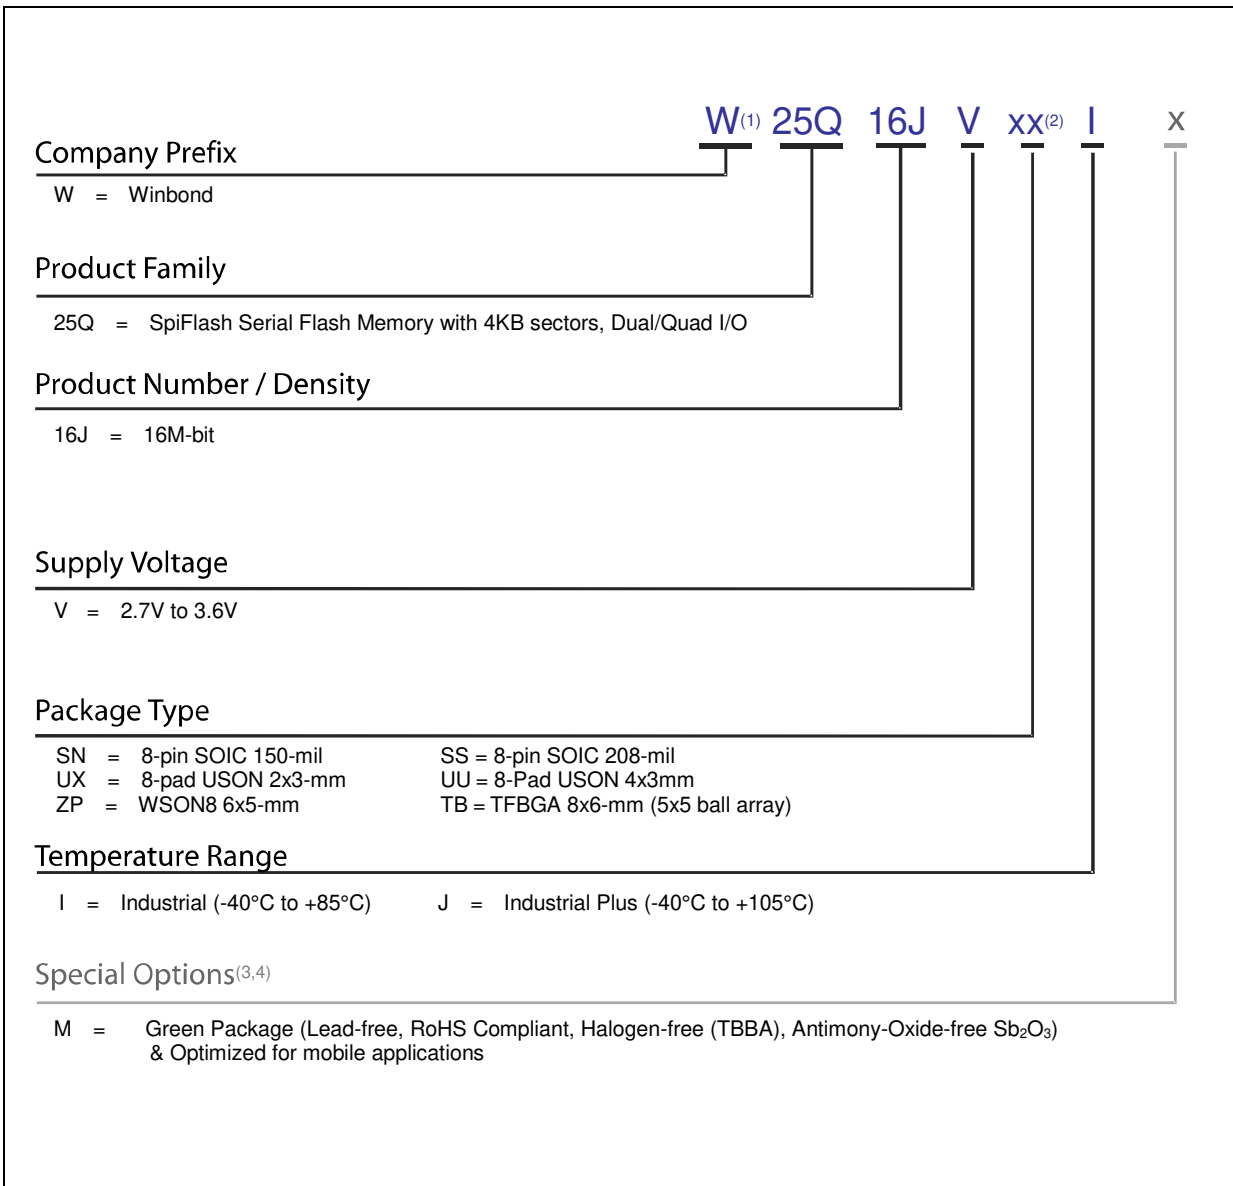 W(1) 25Q 16J V xx(2) I x
Company Prefix
W = Winbond
Product Family
25Q = SpiFlash Serial Flash Memory with 4KB sectors, Dual/Quad I/O
Product Number / Density
16J = 16M-bit
Supply Voltage
V = 2.7V to 3.6V
Package Type
SN = 8-pin SOIC 150-mil SS = 8-pin SOIC 208-mil
UX = 8-pad USON 2x3-mm UU = 8-Pad USON 4x3mm
ZP = WSON8 6x5-mm TB = TFBGA 8x6-mm (5x5 ball array)
Temperature Range
I = Industrial (-40°C to +85°C) J = Industrial Plus (-40°C to +105°C)
Special Options(3,4)
M = Green Package (Lead-free, RoHS Compliant, Halogen-free (TBBA), Antimony-Oxide-free Sb₂O₃)
& Optimized for mobile applications